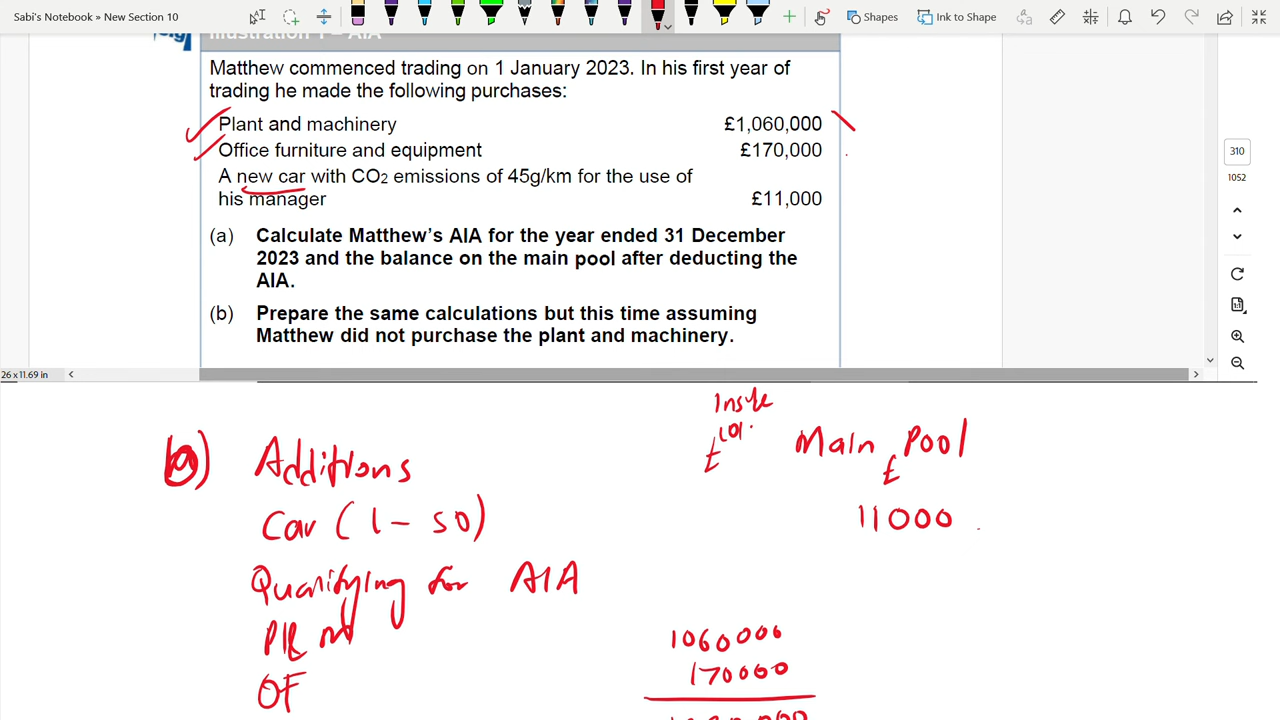 Sabi's Notebook » New Section 10
Shapes
Ink to Shape
Illustration 1 – AIA
Matthew commenced trading on 1 January 2023. In his first year of
trading he made the following purchases:
Plant and machinery £1,060,000
Office furniture and equipment £170,000
A new car with CO2 emissions of 45g/km for the use of
his manager £11,000
(a) Calculate Matthew's AIA for the year ended 31 December
2023 and the balance on the main pool after deducting the
AIA.
(b) Prepare the same calculations but this time assuming
Matthew did not purchase the plant and machinery.
310
1052
1:1
26 x 11.69 in
£
Main Pool
£
a) Additions
Car (1 – 50) 11000
Qualifying for AIA
1060000
OF 170000